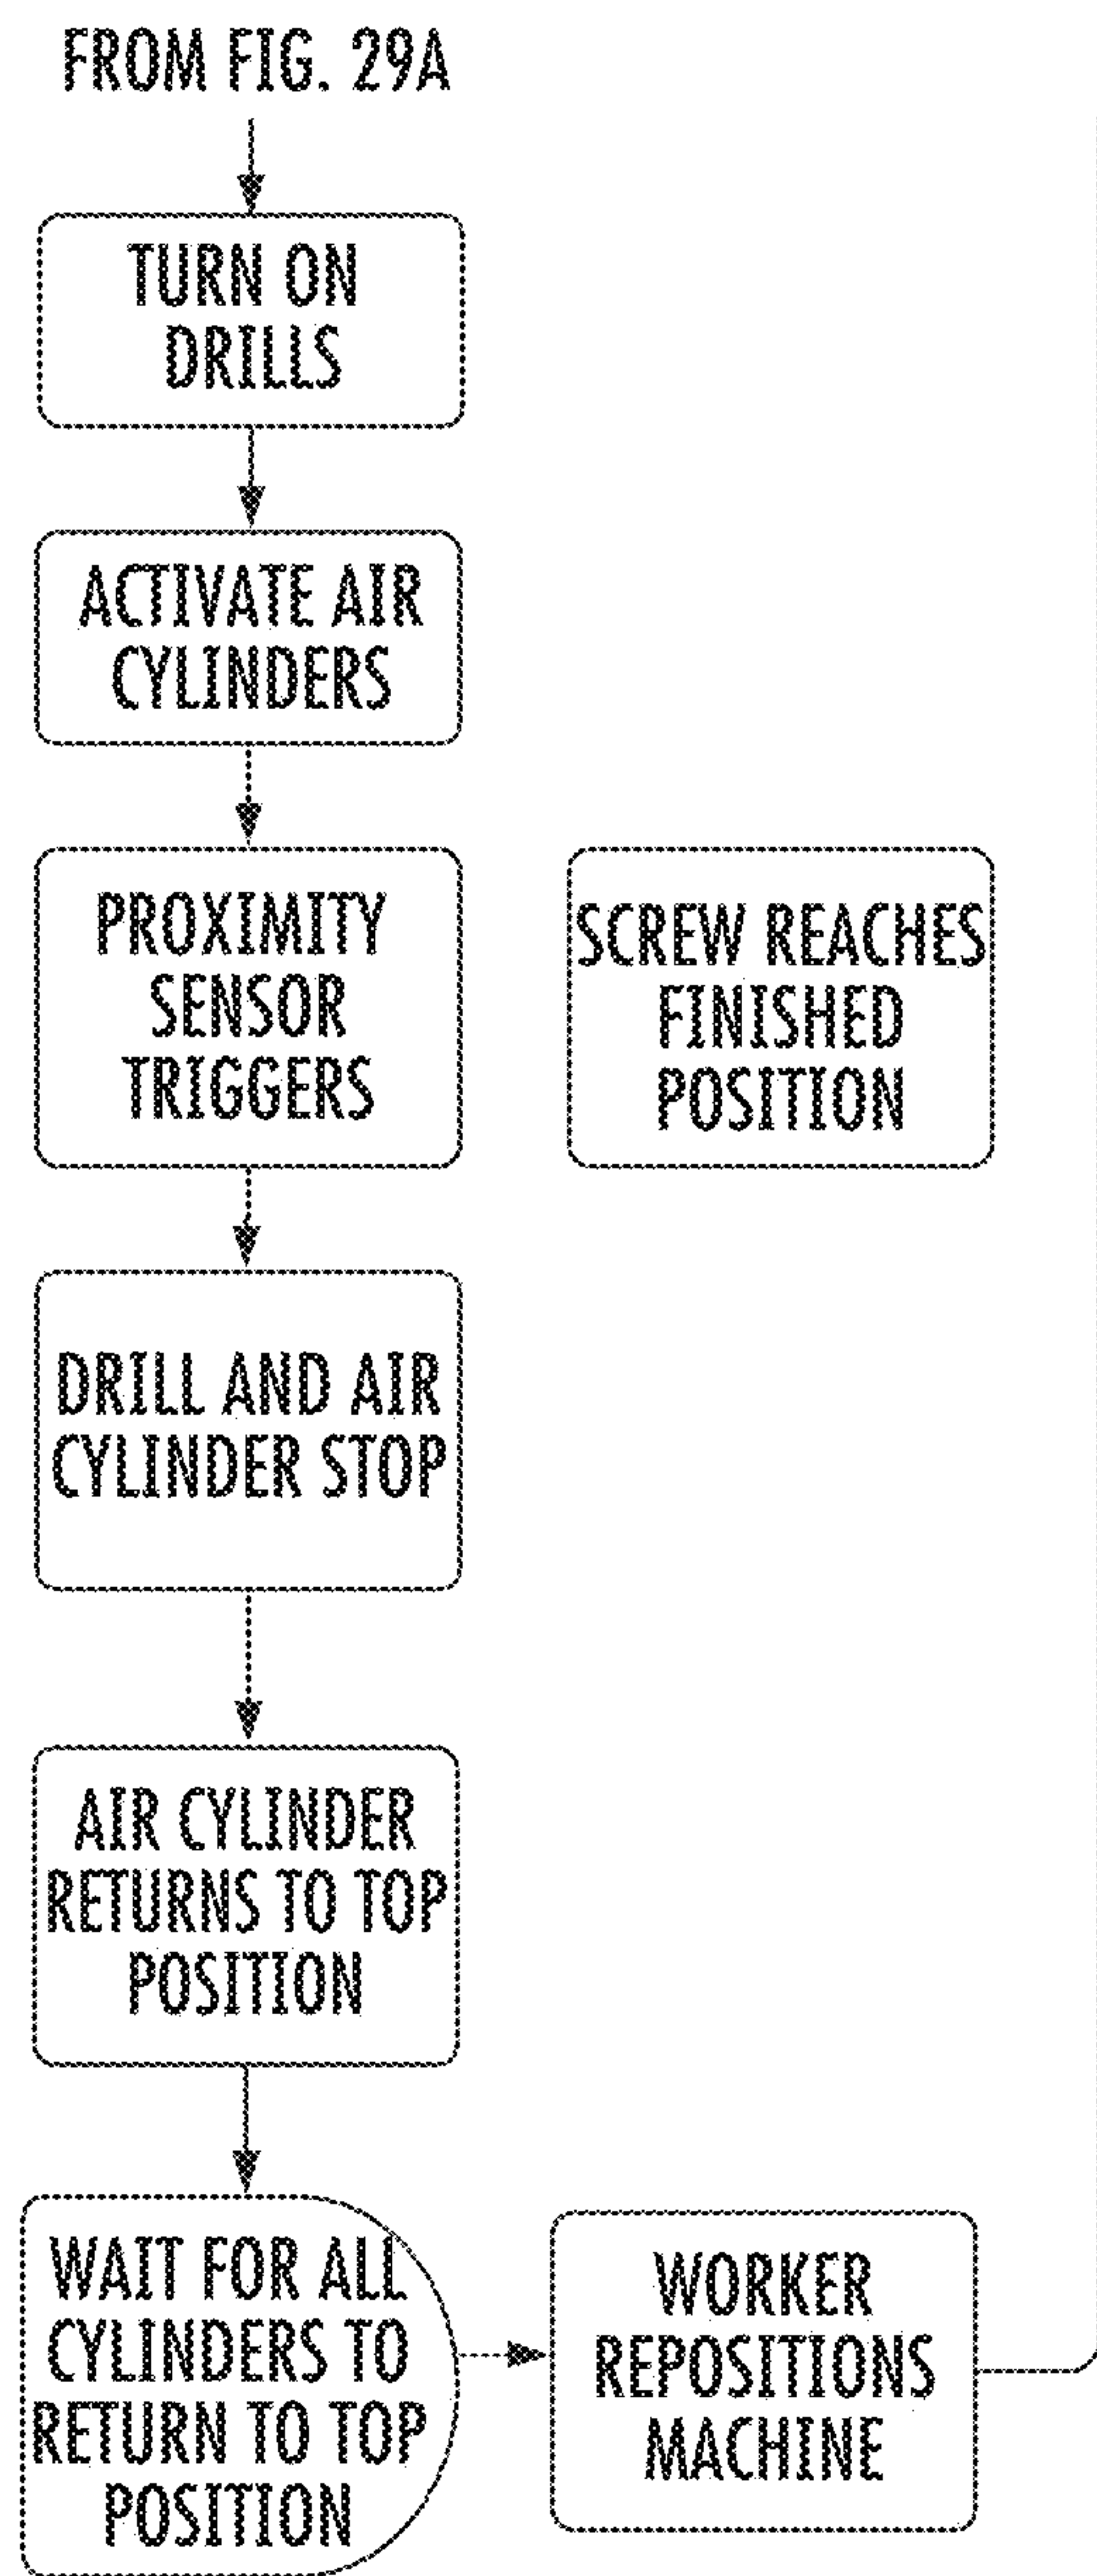 FROM FIG. 29A
TURN ON
DRILLS
ACTIVATE AIR
CYLINDERS
PROXIMITY
SENSOR
TRIGGERS
SCREW REACHES
FINISHED
POSITION
DRILL AND AIR
CYLINDER STOP
AIR CYLINDER
RETURNS TO TOP
POSITION
WAIT FOR ALL
CYLINDERS TO
RETURN TO TOP
POSITION
WORKER
REPOSITIONS
MACHINE